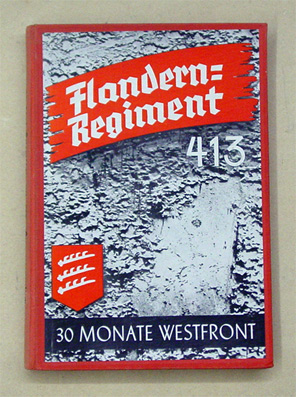 Flandern=
Regiment
413
30 MONATE WESTFRONT